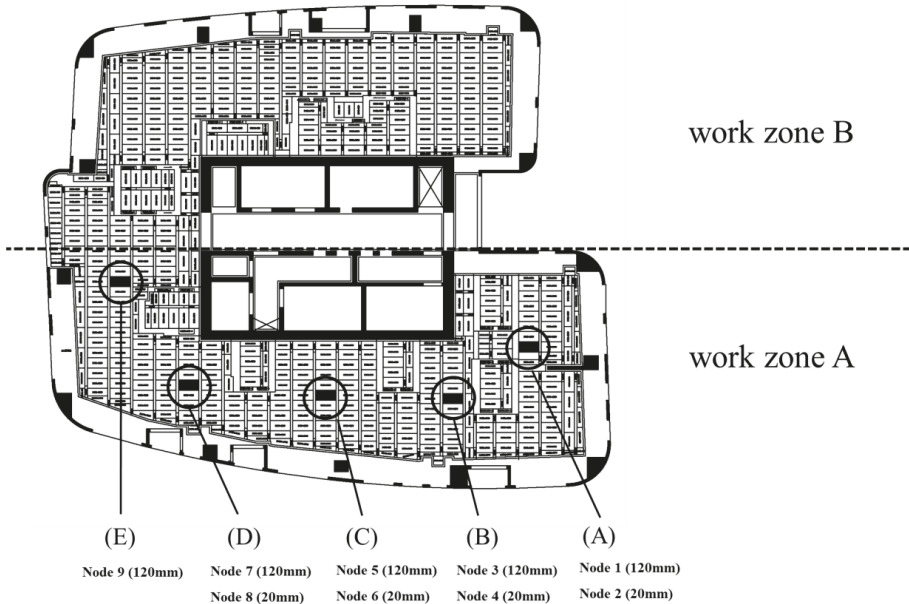 work zone B
work zone A
(E) (D) (C) (B) (A)
Node 9 (120mm) Node 7 (120mm) Node 5 (120mm) Node 3 (120mm) Node 1 (120mm)
Node 8 (20mm) Node 6 (20mm) Node 4 (20mm) Node 2 (20mm)